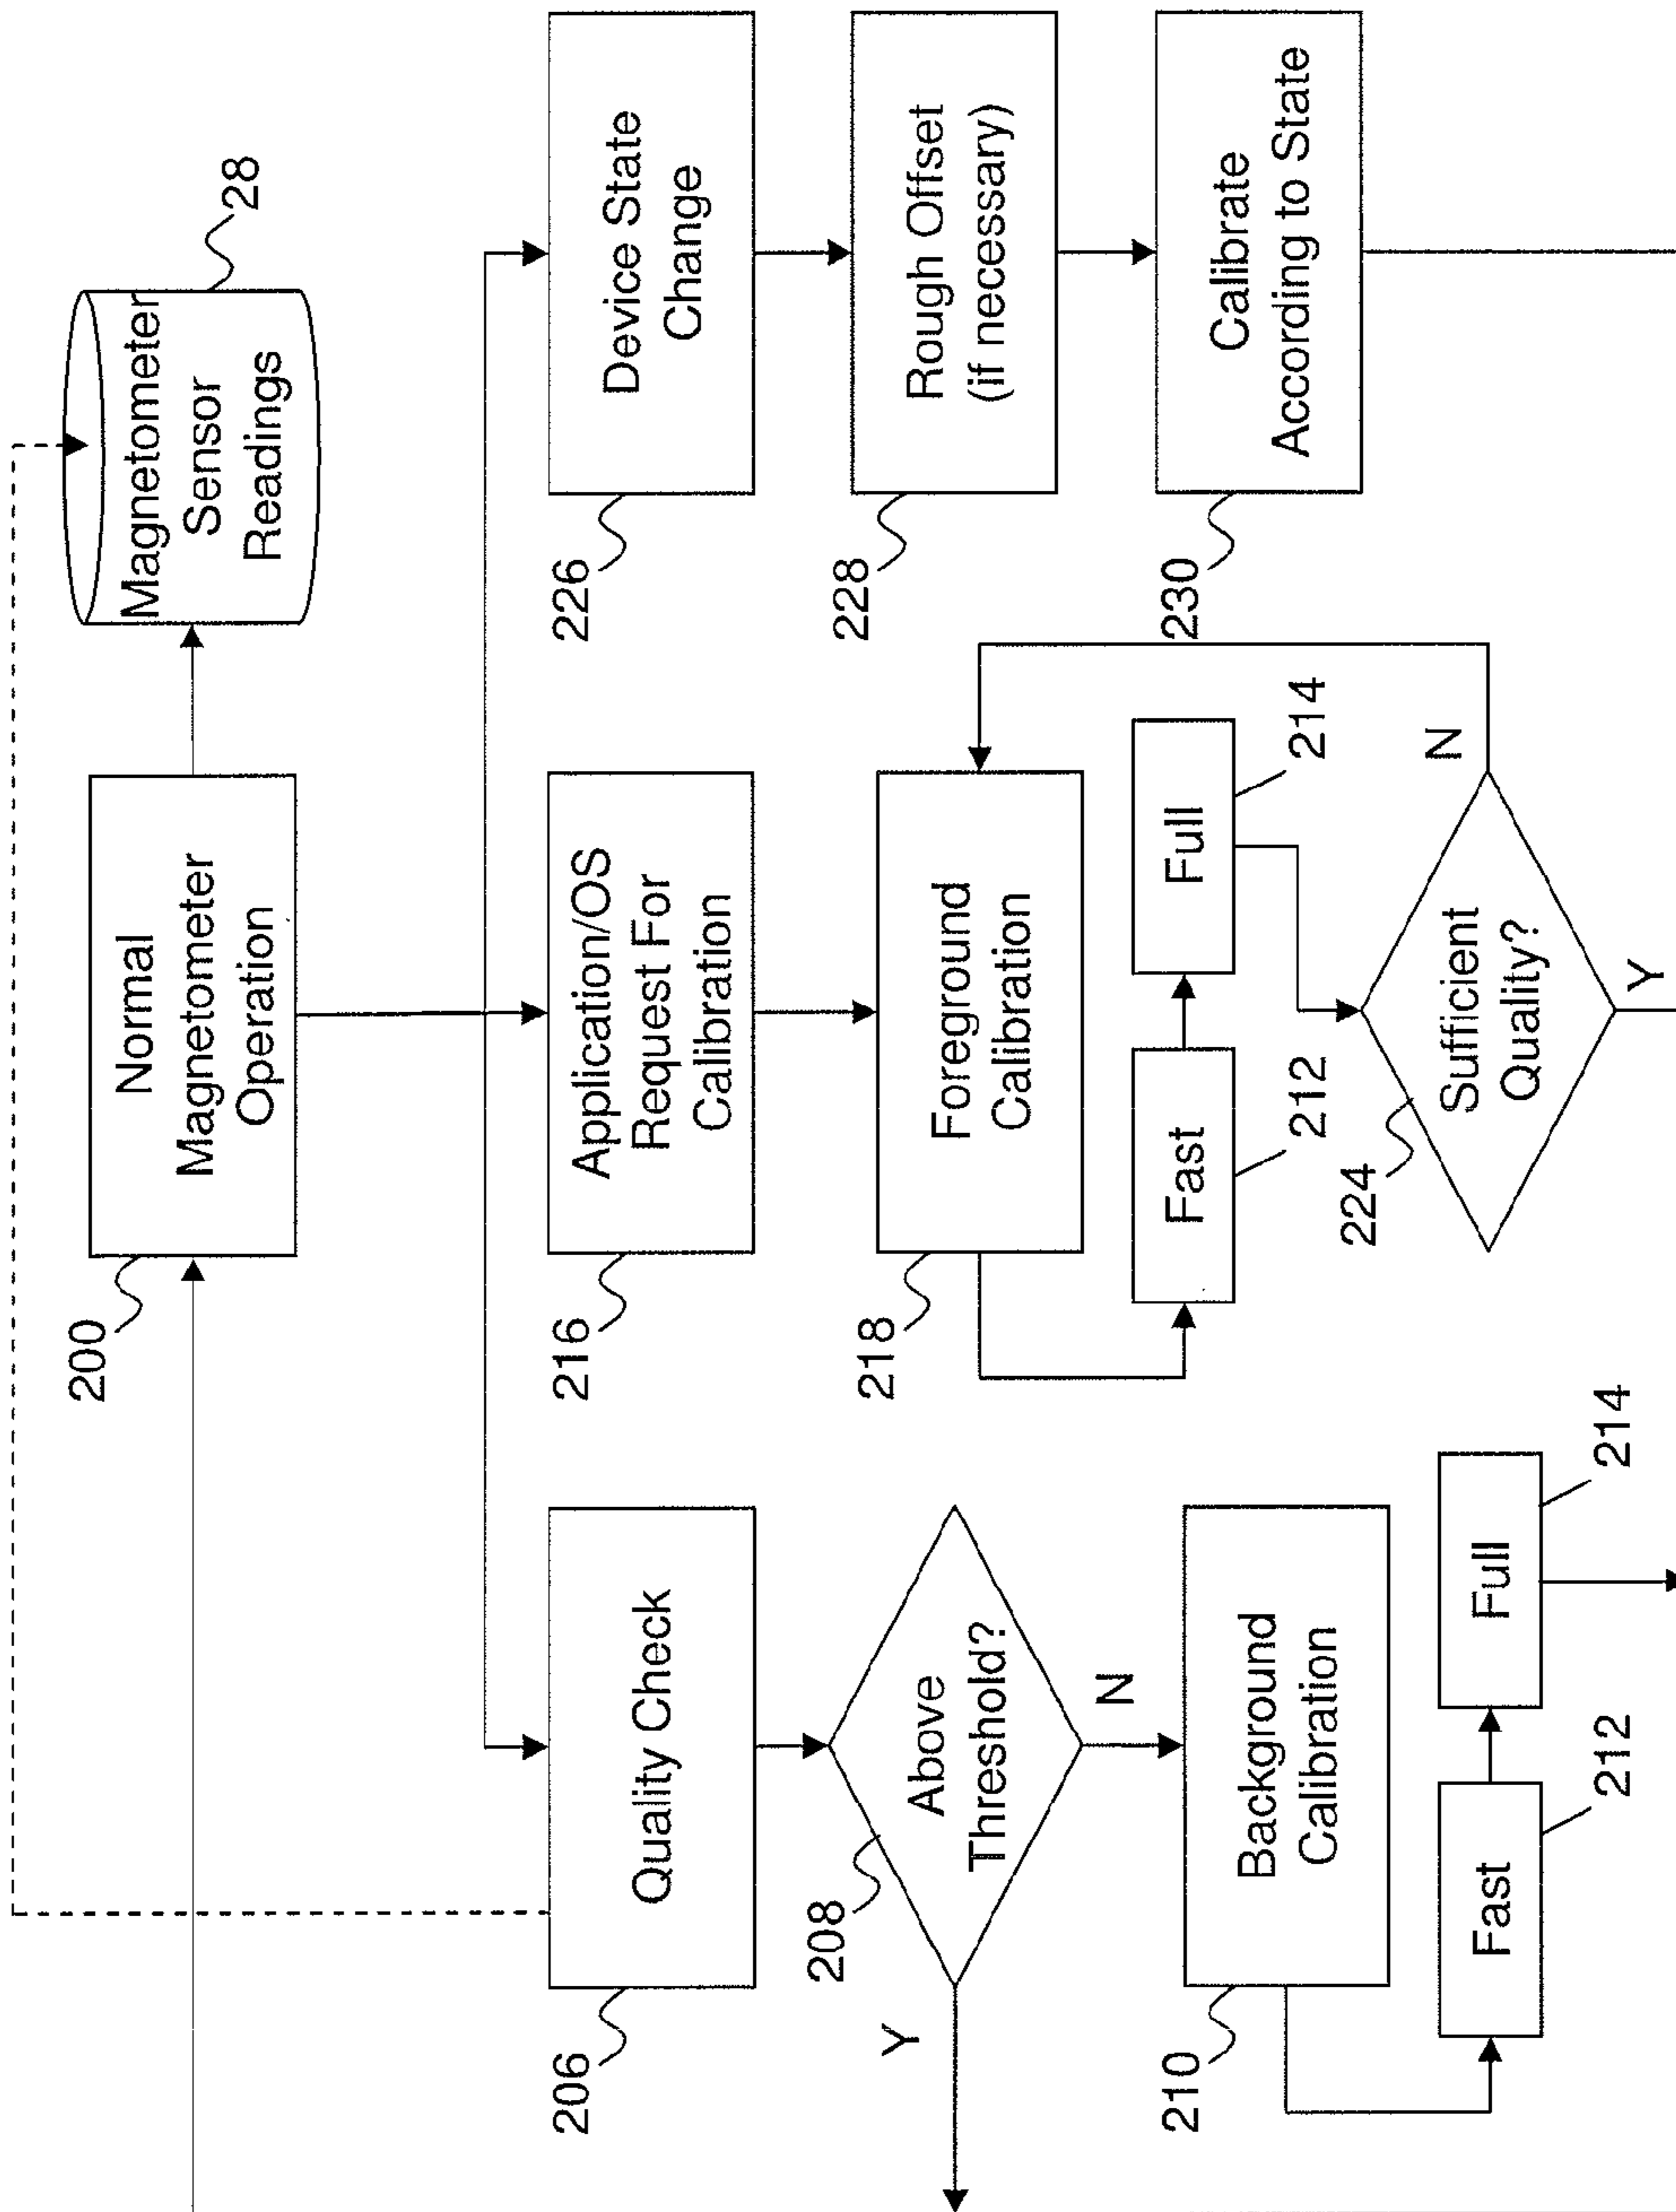 200
Normal
Magnetometer
Operation
Magnetometer
Sensor
Readings
28
206
Quality Check
208
Above
Threshold?
Y
N
210
Background
Calibration
Fast
212
Full
214
216
Application/OS
Request For
Calibration
218
Foreground
Calibration
Fast
212
Full
214
224
Sufficient
Quality?
N
Y
226
Device State
Change
228
Rough Offset
(if necessary)
230
Calibrate
According to State